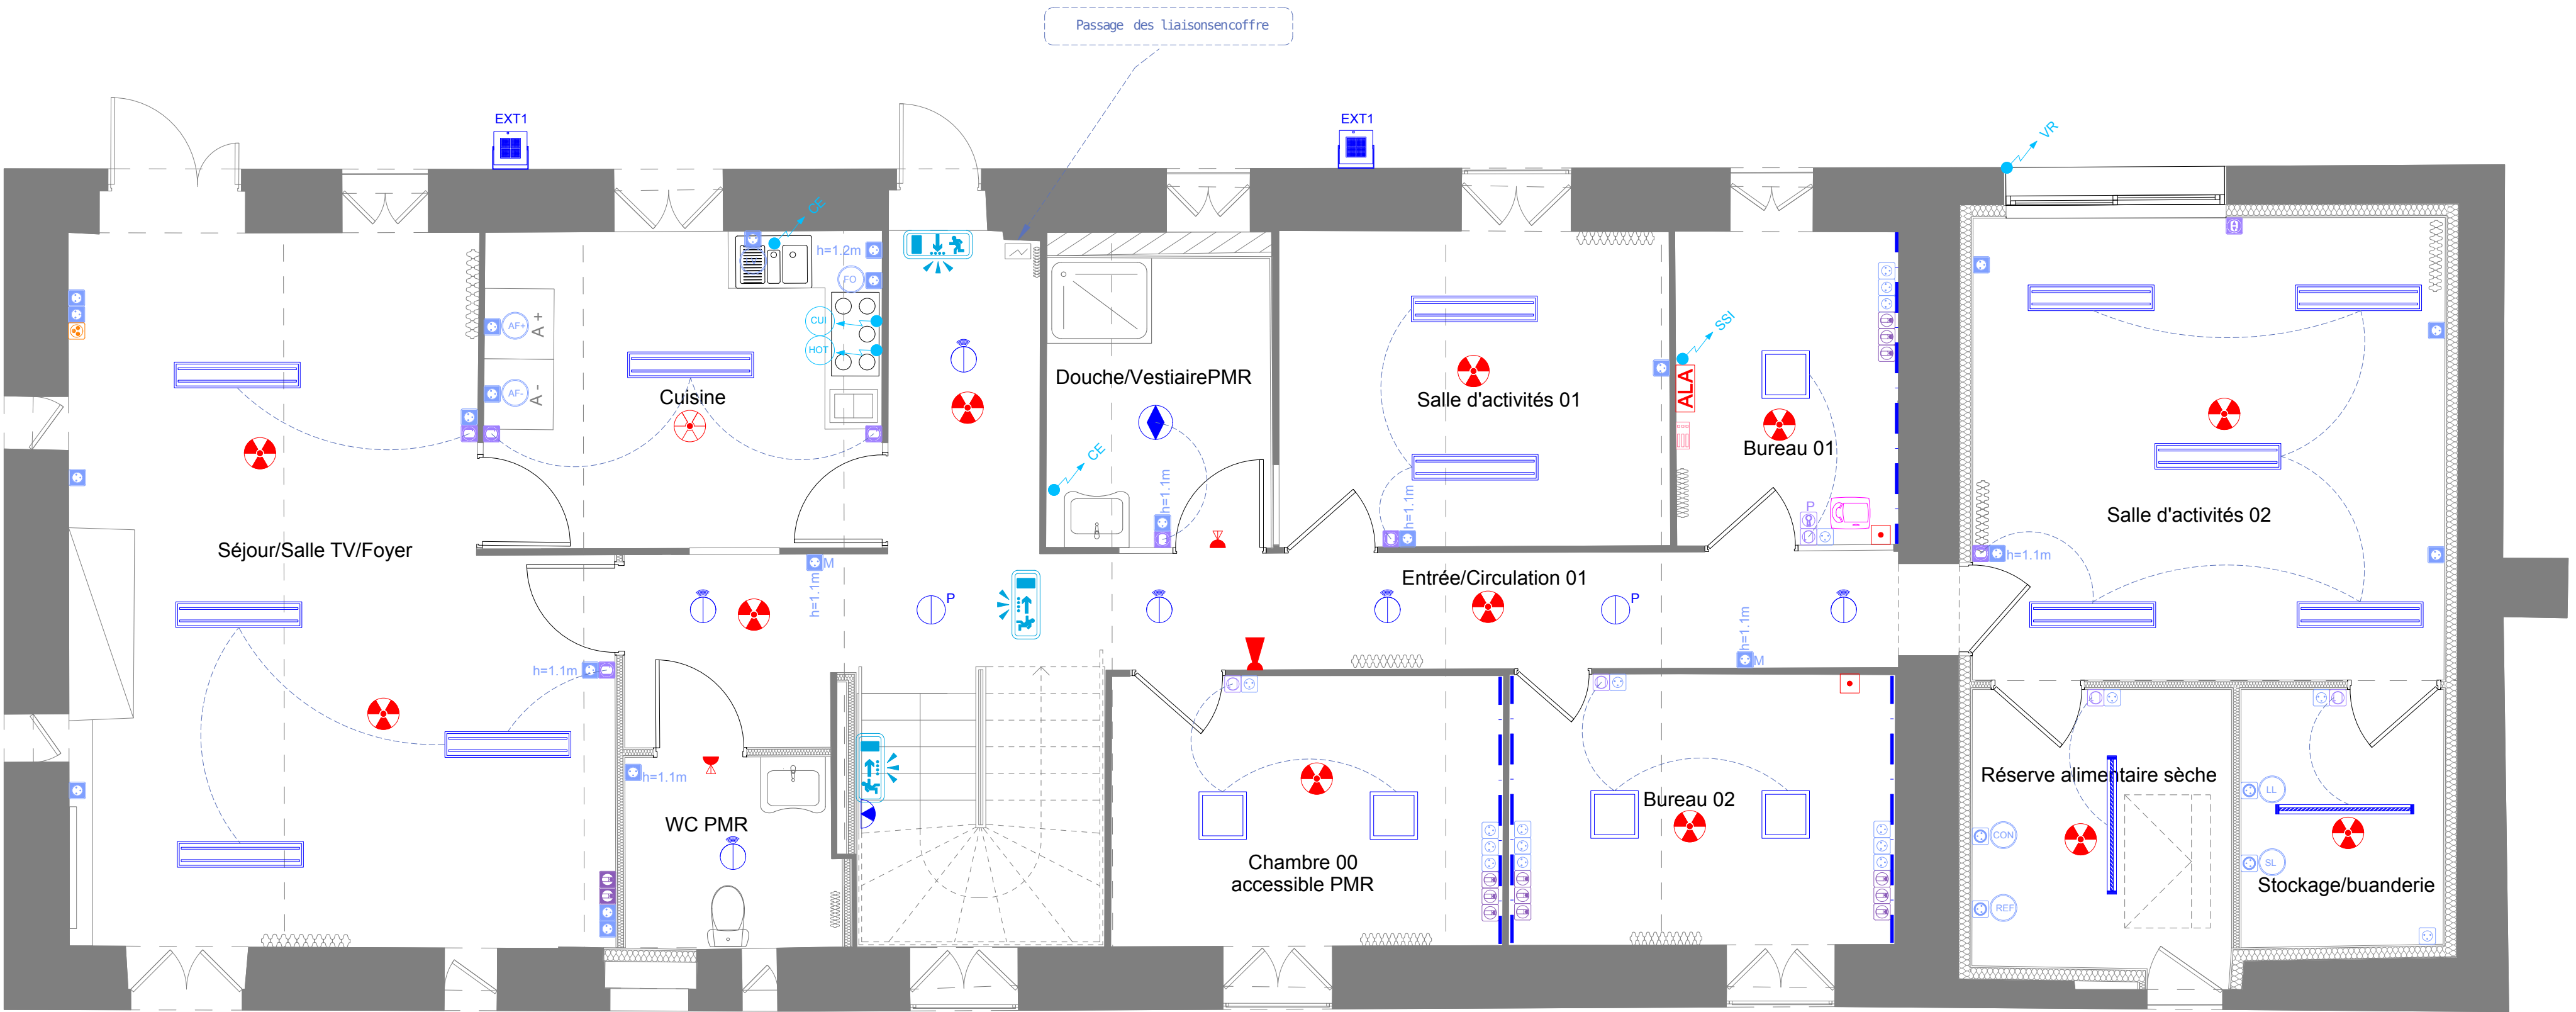 Passage des liaisonsencoffre
EXT1
EXT1
VR
CE
h=1.2m
FO
SSI
AF+
A +
CU
HOT
ALA
Douche/VestiairePMR
AF-
A -
Cuisine
Salle d'activités 01
Bureau 01
CE
h=1.1m
h=1.1m
P
Salle d'activités 02
Séjour/Salle TV/Foyer
h=1.1m
M
h=1.1m
Entrée/Circulation 01
P
P
h=1.1m
M
h=1.1m
h=1.1m
Réserve alimentaire sèche
LL
Bureau 02
WC PMR
CON
Chambre 00
accessible PMR
SL
Stockage/buanderie
REF